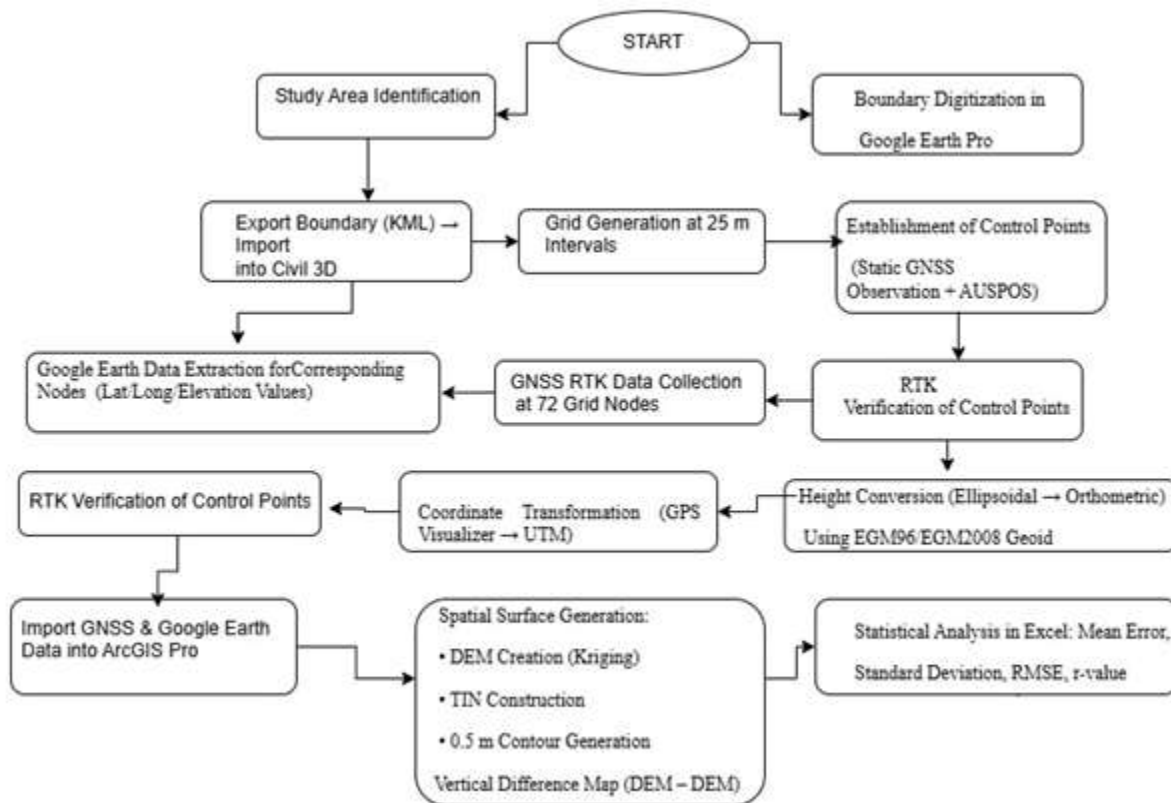 START
Study Area Identification
Boundary Digitization in
Google Earth Pro
Export Boundary (KML) →
Import
into Civil 3D
Grid Generation at 25 m
Intervals
Establishment of Control Points
(Static GNSS
Observation + AUSPOS)
Google Earth Data Extraction forCorresponding
Nodes (Lat/Long/Elevation Values)
GNSS RTK Data Collection
at 72 Grid Nodes
RTK
Verification of Control Points
RTK Verification of Control Points
Coordinate Transformation (GPS
Visualizer → UTM)
Height Conversion (Ellipsoidal → Orthometric)
Using EGM96/EGM2008 Geoid
Import GNSS & Google Earth
Data into ArcGIS Pro
Spatial Surface Generation:
• DEM Creation (Kriging)
• TIN Construction
• 0.5 m Contour Generation
Vertical Difference Map (DEM – DEM)
Statistical Analysis in Excel: Mean Error,
Standard Deviation, RMSE, r-value